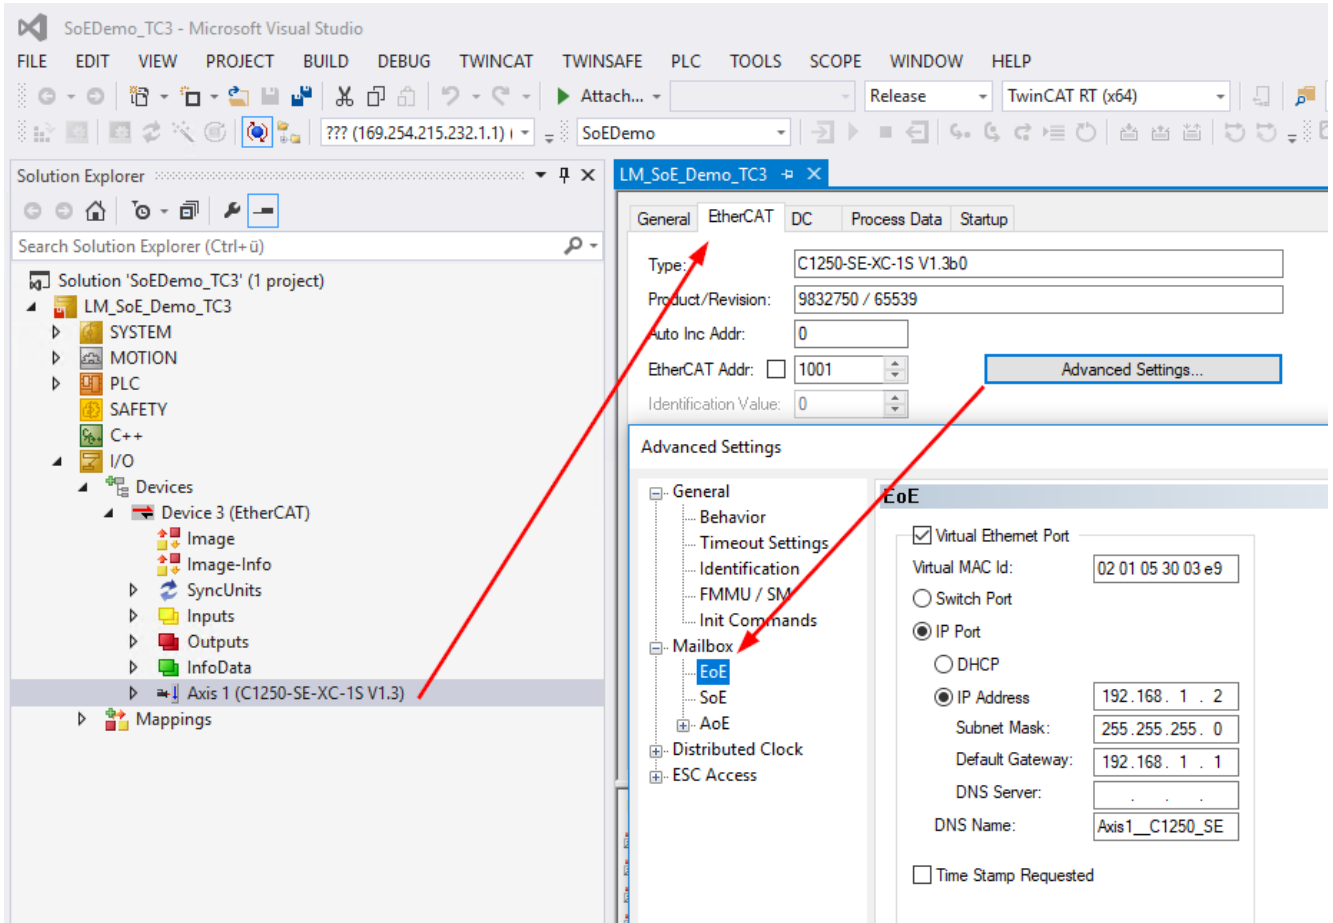 SoEDemo_TC3 - Microsoft Visual Studio
FILE EDIT VIEW PROJECT BUILD DEBUG TWINCAT TWINSAFE PLC TOOLS SCOPE WINDOW HELP
Attach... Release TwinCAT RT (x64)
??? (169.254.215.232.1.1) ( SoEDemo
Solution Explorer
Search Solution Explorer (Ctrl+ü)
Solution 'SoEDemo_TC3' (1 project)
LM_SoE_Demo_TC3
SYSTEM
MOTION
PLC
SAFETY
C++
I/O
Devices
Device 3 (EtherCAT)
Image
Image-Info
SyncUnits
Inputs
Outputs
InfoData
Axis 1 (C1250-SE-XC-1S V1.3)
Mappings
LM_SoE_Demo_TC3
General EtherCAT DC Process Data Startup
Type: C1250-SE-XC-1S V1.3b0
Product/Revision: 9832750 / 65539
Auto Inc Addr: 0
EtherCAT Addr: 1001 Advanced Settings...
Identification Value: 0
Advanced Settings
General
Behavior
Timeout Settings
Identification
FMMU / SM
Init Commands
Mailbox
EoE
SoE
AoE
Distributed Clock
ESC Access
EoE
Virtual Ethernet Port
Virtual MAC Id: 02 01 05 30 03 e9
Switch Port
IP Port
DHCP
IP Address 192.168. 1 . 2
Subnet Mask: 255.255.255. 0
Default Gateway: 192.168. 1 . 1
DNS Server: . . .
DNS Name: Axis1__C1250_SE
Time Stamp Requested